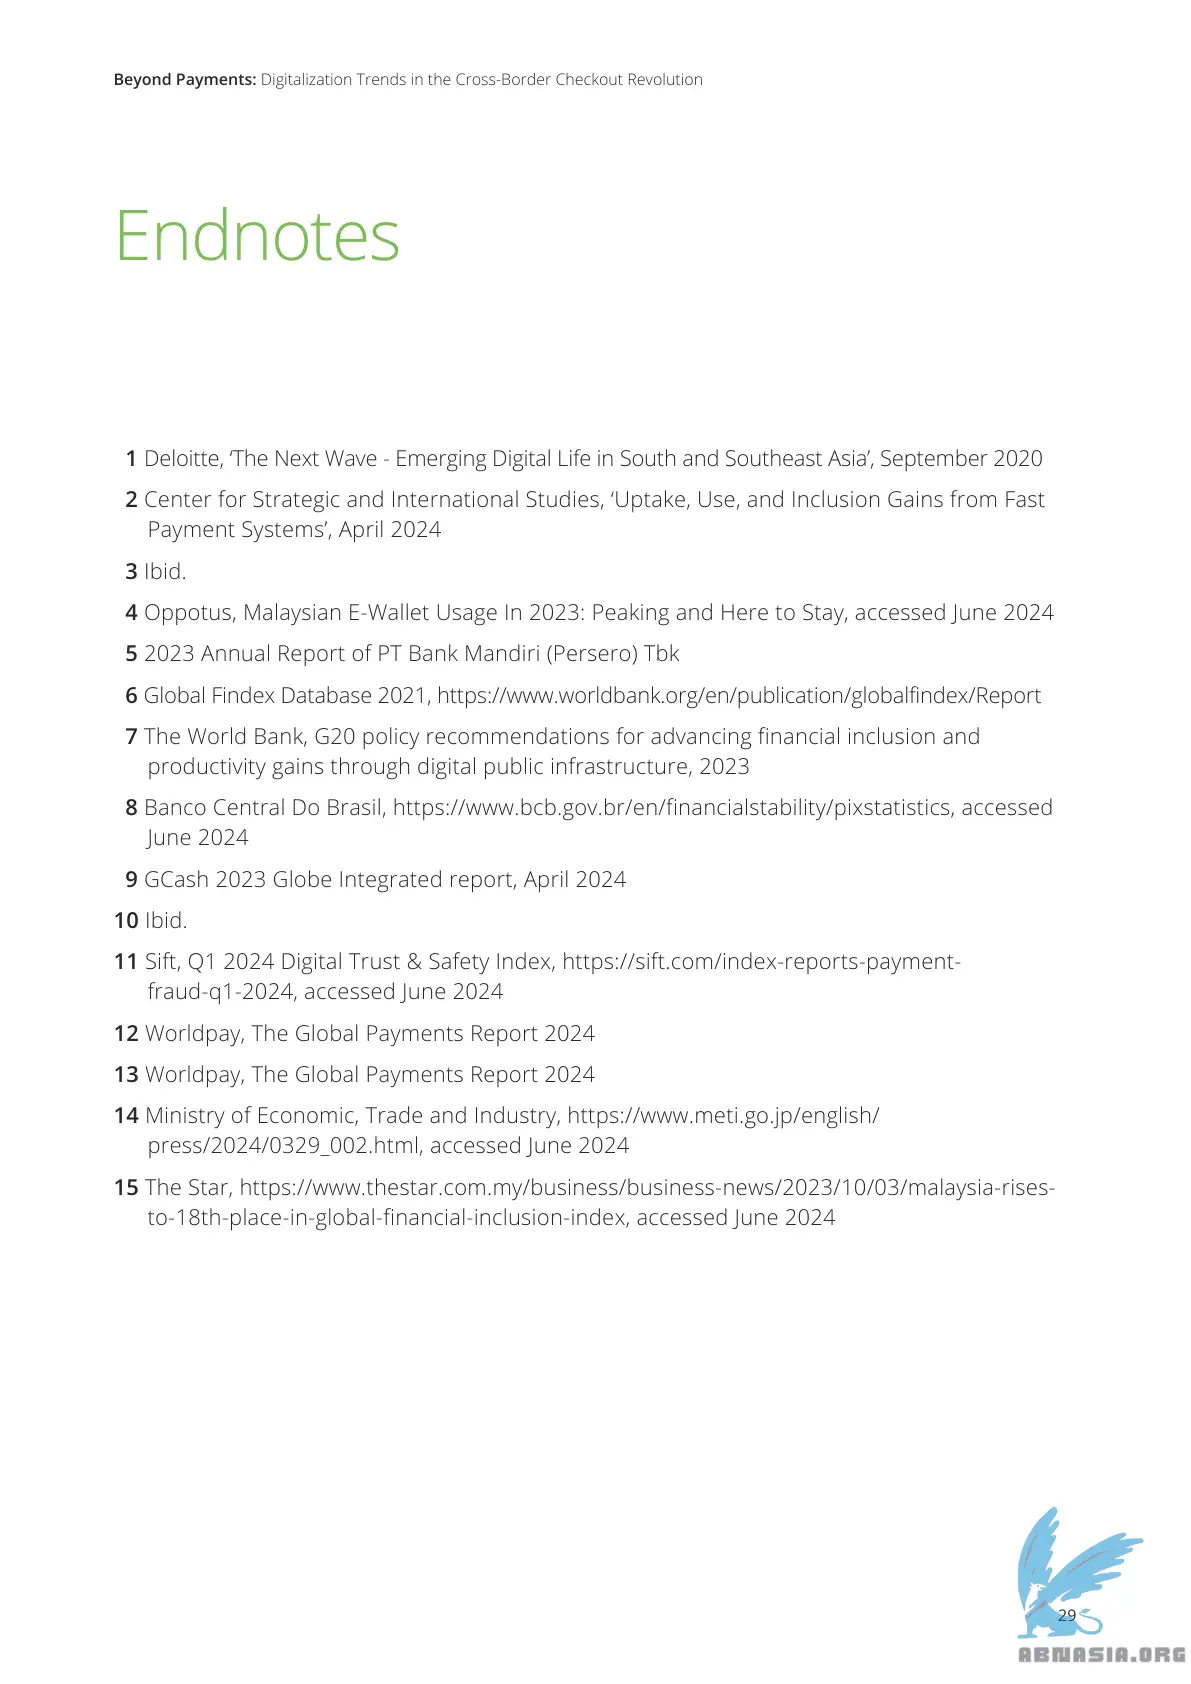 Beyond Payments: Digitalization Trends in the Cross-Border Checkout Revolution
Endnotes
1 Deloitte, ‘The Next Wave - Emerging Digital Life in South and Southeast Asia’, September 2020
2 Center for Strategic and International Studies, ‘Uptake, Use, and Inclusion Gains from Fast
Payment Systems’, April 2024
3 Ibid.
4 Oppotus, Malaysian E-Wallet Usage In 2023: Peaking and Here to Stay, accessed June 2024
5 2023 Annual Report of PT Bank Mandiri (Persero) Tbk
6 Global Findex Database 2021, https://www.worldbank.org/en/publication/globalfindex/Report
7 The World Bank, G20 policy recommendations for advancing financial inclusion and
productivity gains through digital public infrastructure, 2023
8 Banco Central Do Brasil, https://www.bcb.gov.br/en/financialstability/pixstatistics, accessed
June 2024
9 GCash 2023 Globe Integrated report, April 2024
10 Ibid.
11 Sift, Q1 2024 Digital Trust & Safety Index, https://sift.com/index-reports-payment-
fraud-q1-2024, accessed June 2024
12 Worldpay, The Global Payments Report 2024
13 Worldpay, The Global Payments Report 2024
14 Ministry of Economic, Trade and Industry, https://www.meti.go.jp/english/
press/2024/0329_002.html, accessed June 2024
15 The Star, https://www.thestar.com.my/business/business-news/2023/10/03/malaysia-rises-
to-18th-place-in-global-financial-inclusion-index, accessed June 2024
29
ABNASIA.ORG